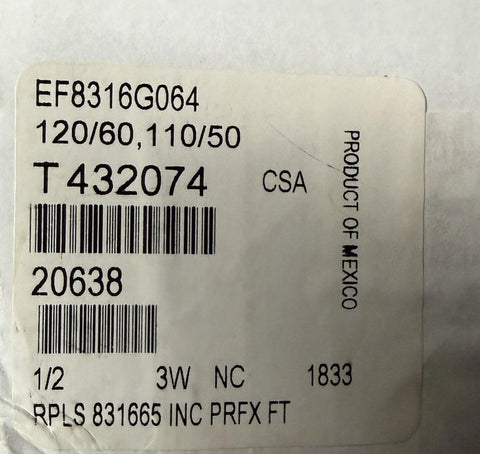 EF8316G064
120/60,110/50
T432074 CSA
PRODUCT OF MEXICO
20638
1/2 3W NC 1833
RPLS 831665 INC PRFX FT